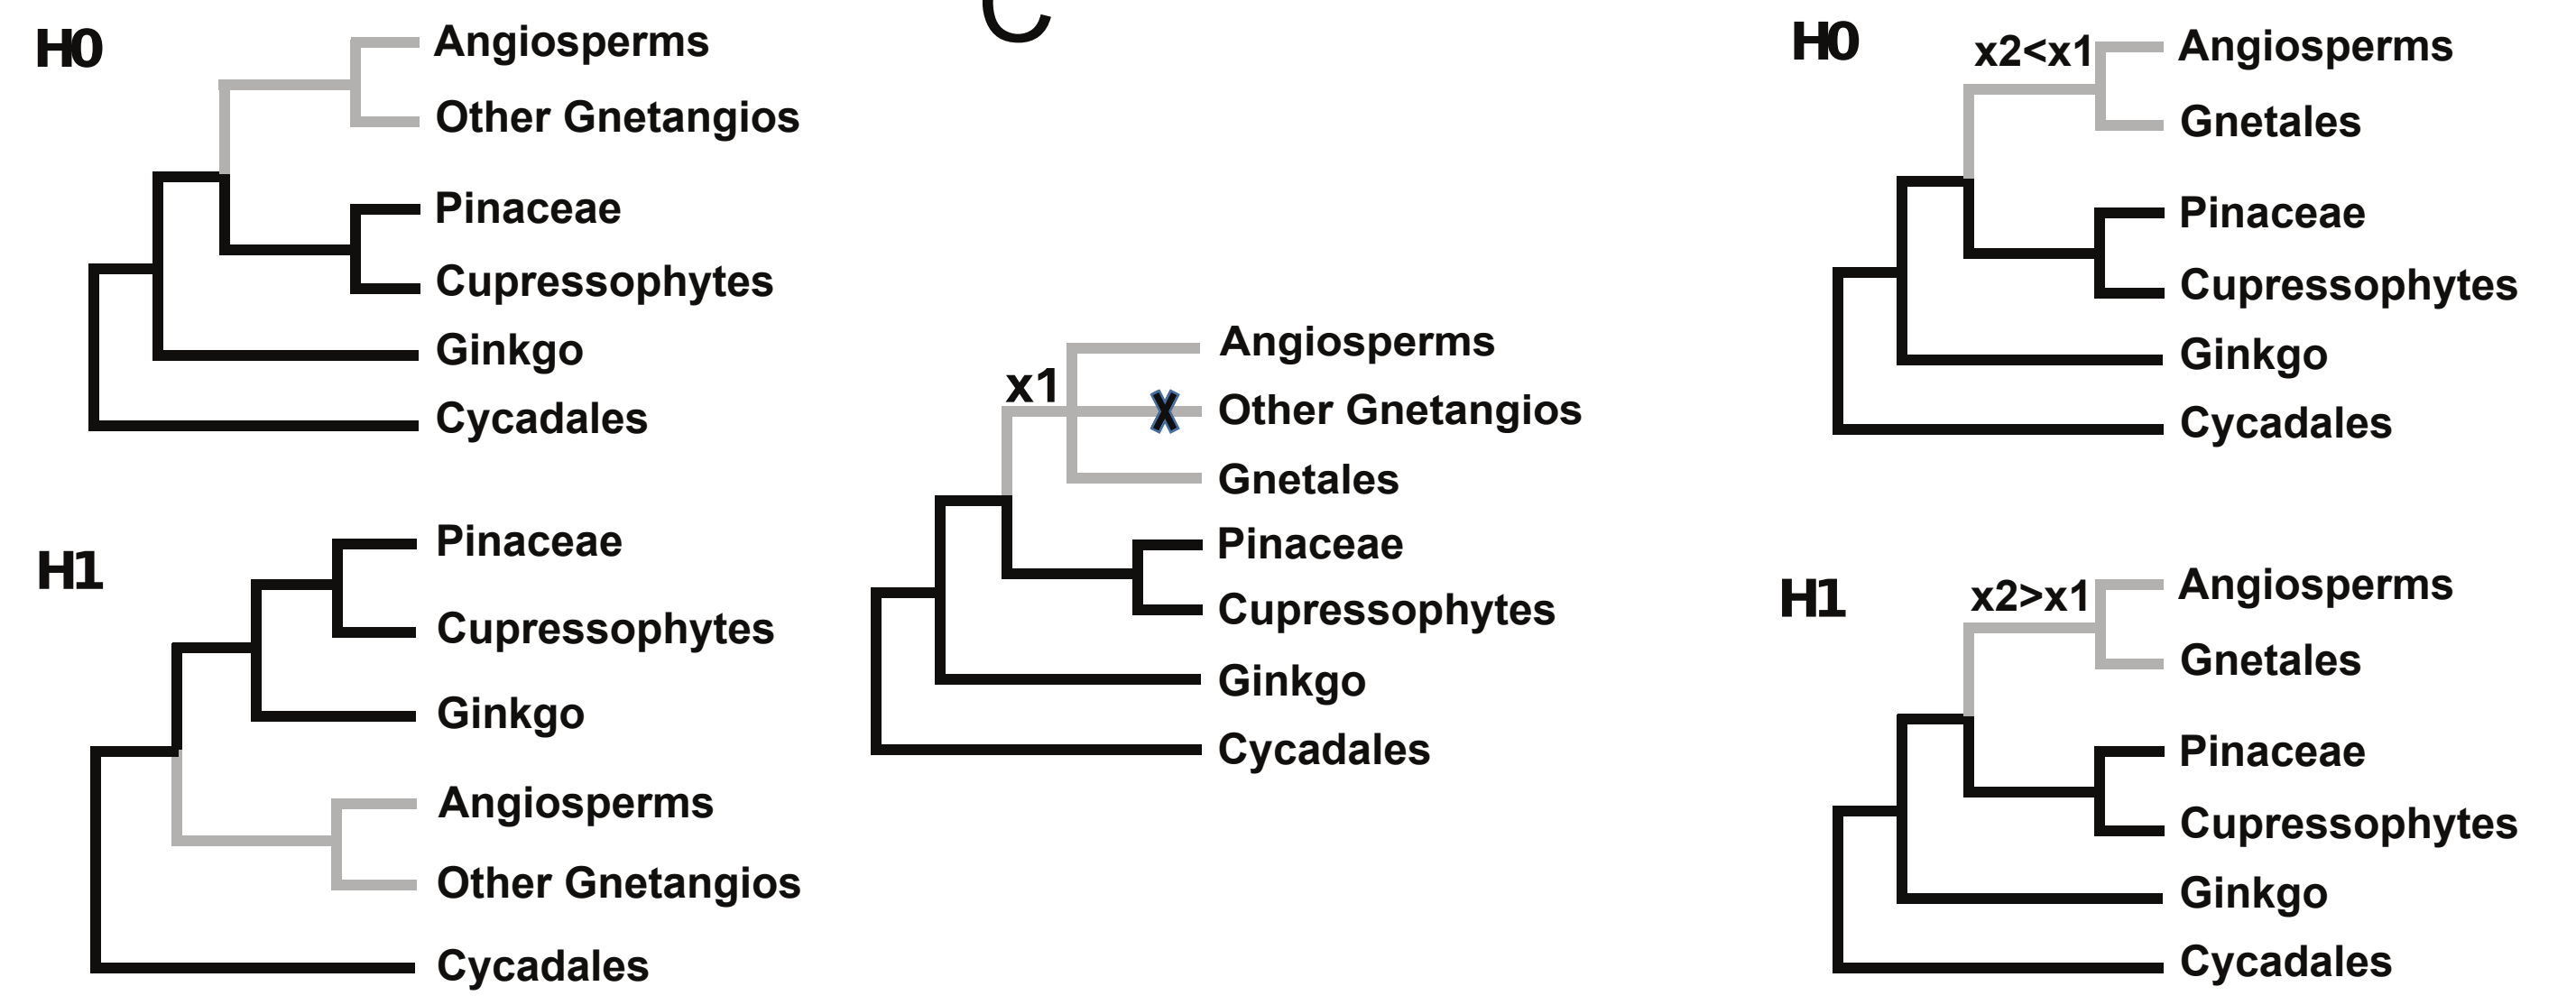 H0
Angiosperms
Other Gnetangios
Pinaceae
Cupressophytes
Ginkgo
Cycadales
H1
Pinaceae
Cupressophytes
Ginkgo
Angiosperms
Other Gnetangios
Cycadales
C
x1
Angiosperms
Other Gnetangios
Gnetales
Pinaceae
Cupressophytes
Ginkgo
Cycadales
H0
x2<x1
Angiosperms
Gnetales
Pinaceae
Cupressophytes
Ginkgo
Cycadales
H1
x2>x1
Angiosperms
Gnetales
Pinaceae
Cupressophytes
Ginkgo
Cycadales